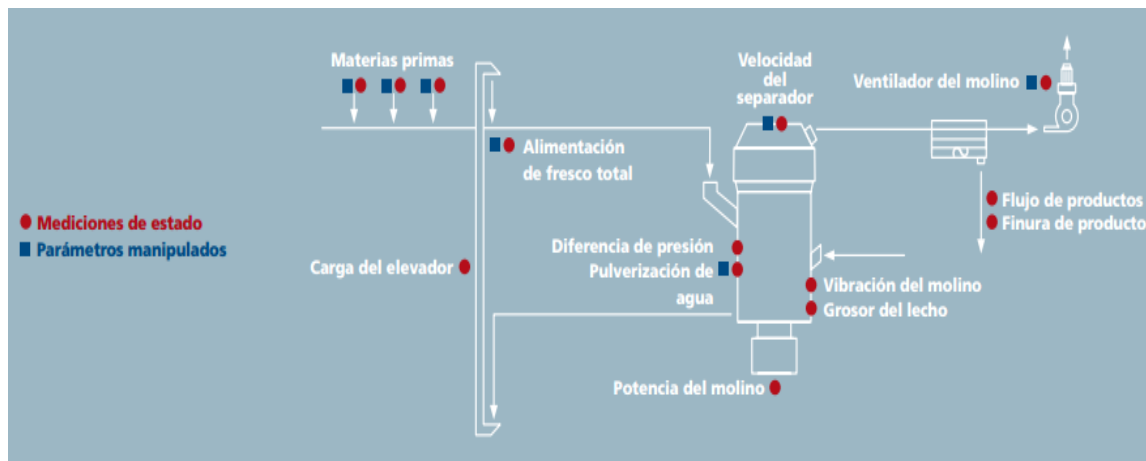 Materias primas
Velocidad
del
separador
Ventilador del molino
Alimentación
de fresco total
Mediciones de estado
Parámetros manipulados
Flujo de productos
Finura de producto
Diferencia de presión
Carga del elevador
Pulverización de
agua
Vibración del molino
Grosor del lecho
Potencia del molino